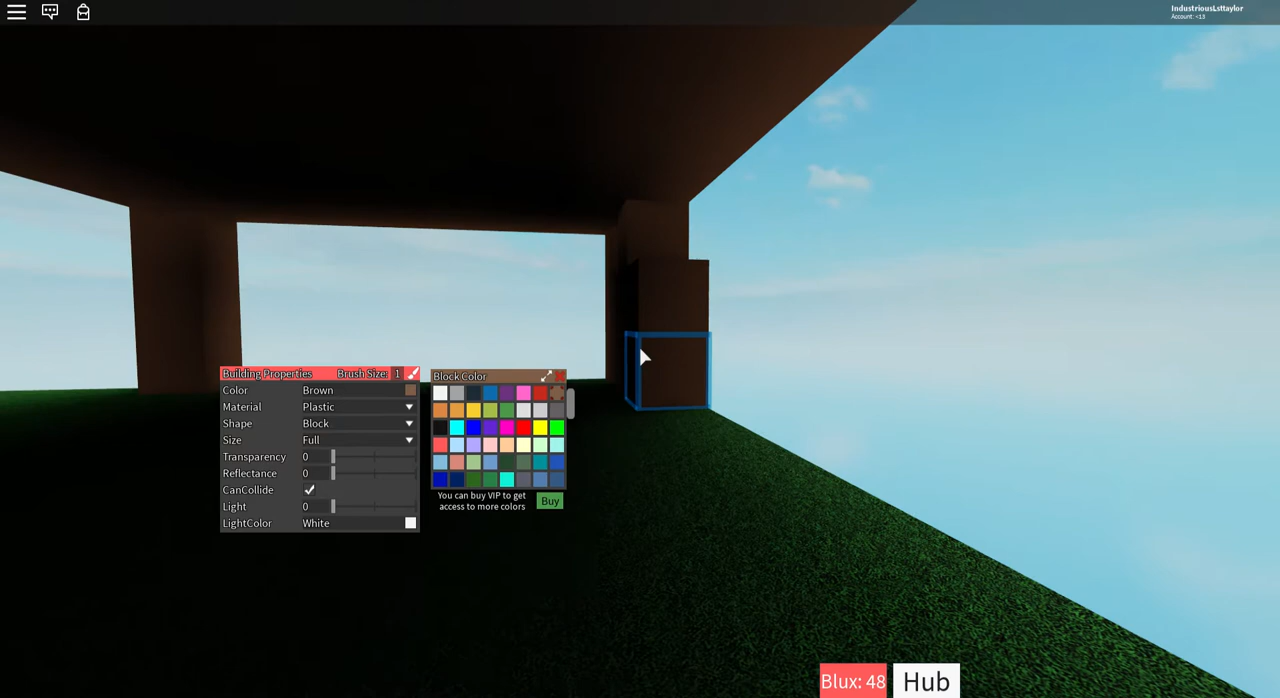 IndustriousLsttaylor
Account: <13
Building Properties Brush Size: 1
Color Brown
Material Plastic
Shape Block
Size Full
Transparency 0
Reflectance 0
CanCollide
Light 0
LightColor White
Block Color
You can buy VIP to get
access to more colors
Buy
Blux: 48
Hub